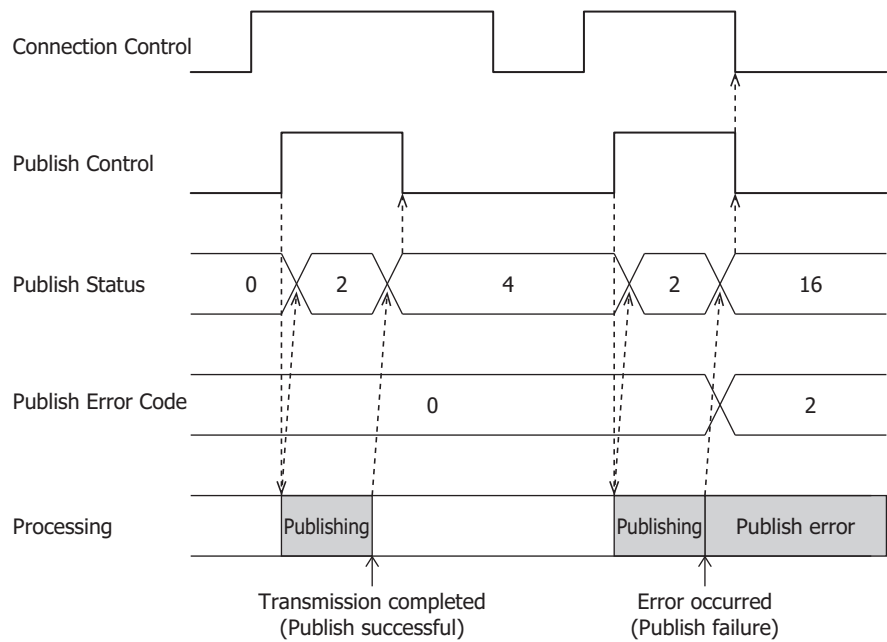 Connection Control
Publish Control
Publish Status
0
2
4
2
16
Publish Error Code
0
2
Processing
Publishing
Publishing
Publish error
Transmission completed
(Publish successful)
Error occurred
(Publish failure)